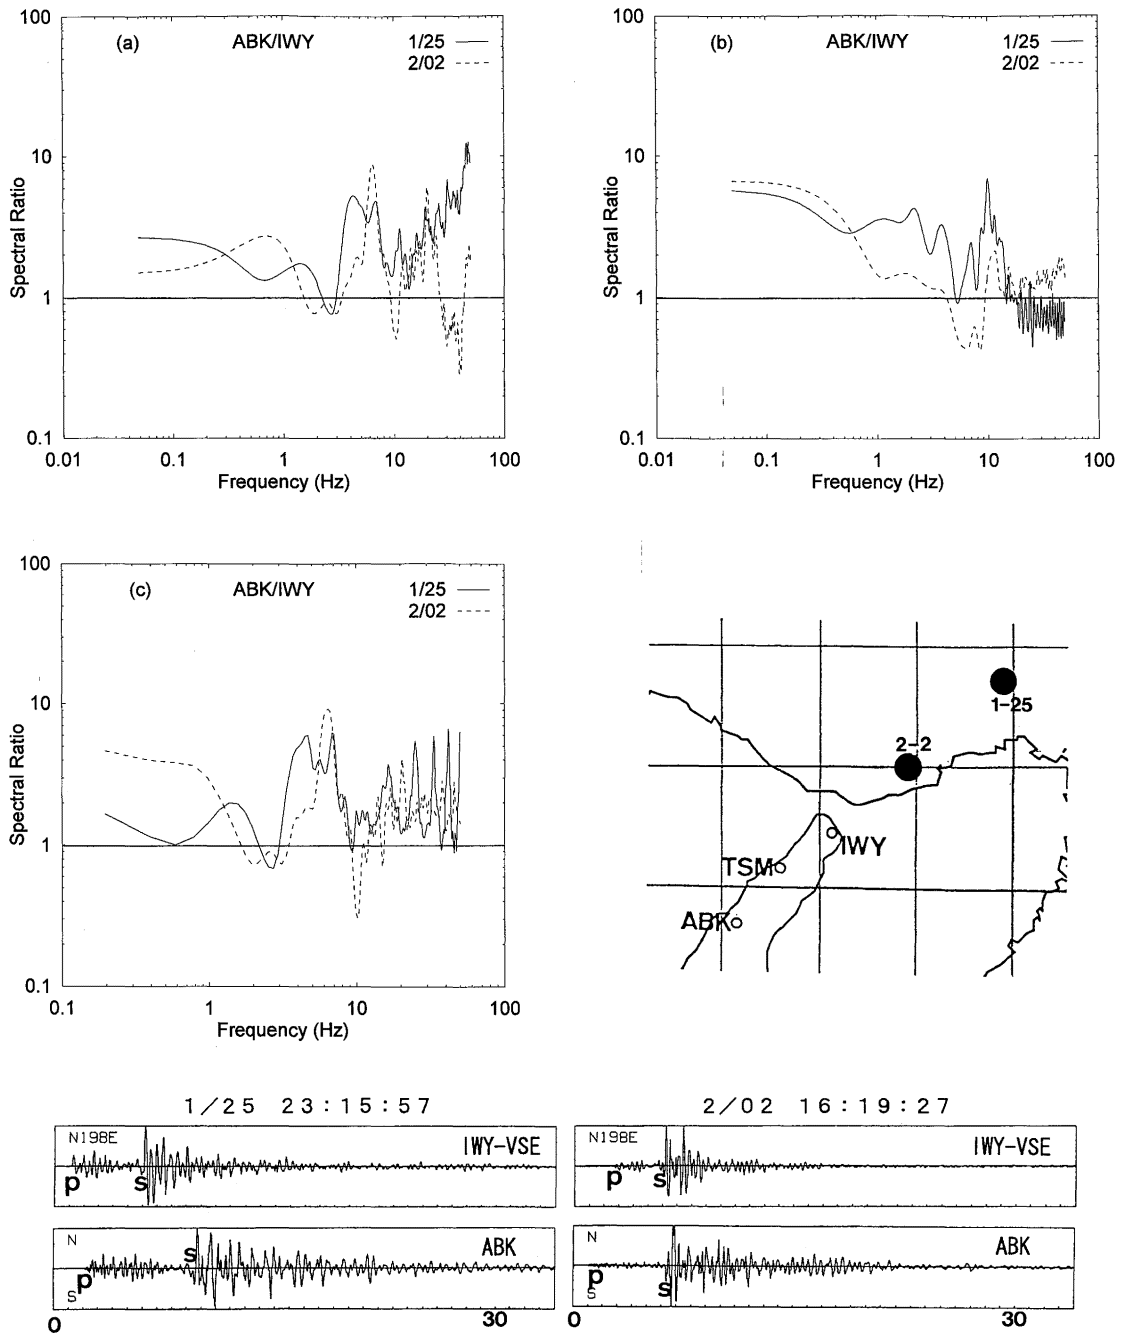 100
10
1
0.1
Spectral Ratio
(a)
ABK/IWY
1/25
2/02
0.01
0.1
1
10
100
Frequency (Hz)
100
10
1
0.1
Spectral Ratio
(b)
ABK/IWY
1/25
2/02
0.01
0.1
1
10
100
Frequency (Hz)
100
10
1
0.1
Spectral Ratio
(c)
ABK/IWY
1/25
2/02
0.1
1
10
100
Frequency (Hz)
1-25
2-2
IWY
TSM
ABK
1/25 23:15:57
N198E
IWY-VSE
P
S
N
ABK
S
P
S
0
30
2/02 16:19:27
N198E
IWY-VSE
P
S
N
ABK
P
S
S
0
30